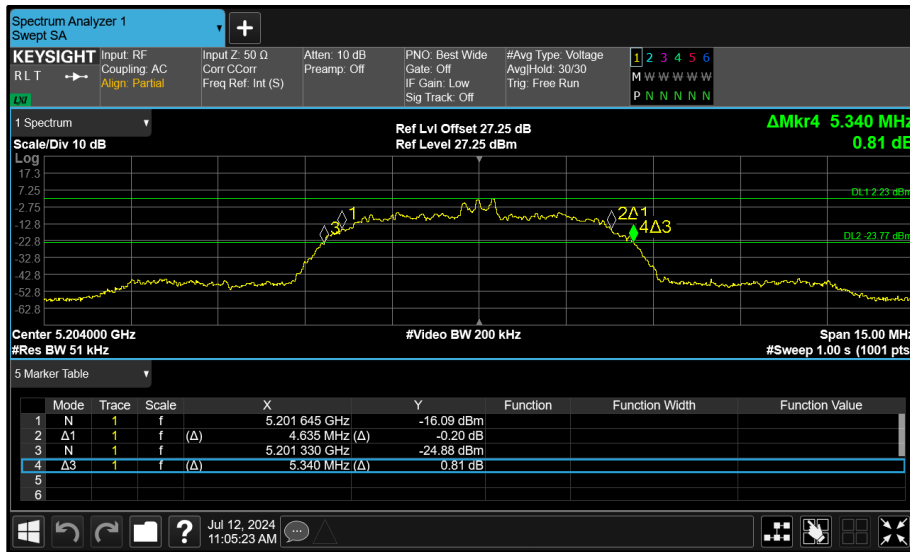 Spectrum Analyzer 1
Swept SA
+
KEYSIGHT
RLT
LXI
Input: RF
Coupling: AC
Align: Partial
Input Z: 50 Ω
Corr CCorr
Freq Ref: Int (S)
Atten: 10 dB
Preamp: Off
PNO: Best Wide
Gate: Off
IF Gain: Low
Sig Track: Off
#Avg Type: Voltage
Avg|Hold: 30/30
Trig: Free Run
1 2 3 4 5 6
M W W W W W
P N N N N N
1 Spectrum
Scale/Div 10 dB
Ref Lvl Offset 27.25 dB
Ref Level 27.25 dBm
ΔMkr4 5.340 MHz
0.81 dB
Log
17.3
7.25
-2.75
-12.8
-22.8
-32.8
-42.8
-52.8
-62.8
DL1 2.23 dBm
1
2Δ1
3
4Δ3
DL2 -23.77 dBm
Center 5.204000 GHz
#Video BW 200 kHz
Span 15.00 MHz
#Res BW 51 kHz
#Sweep 1.00 s (1001 pts
5 Marker Table
Mode Trace Scale X Y Function Function Width Function Value
1 N 1 f 5.201 645 GHz -16.09 dBm
2 Δ1 1 f (Δ) 4.635 MHz (Δ) -0.20 dB
3 N 1 f 5.201 330 GHz -24.88 dBm
4 Δ3 1 f (Δ) 5.340 MHz (Δ) 0.81 dB
5
6
?
Jul 12, 2024
11:05:23 AM